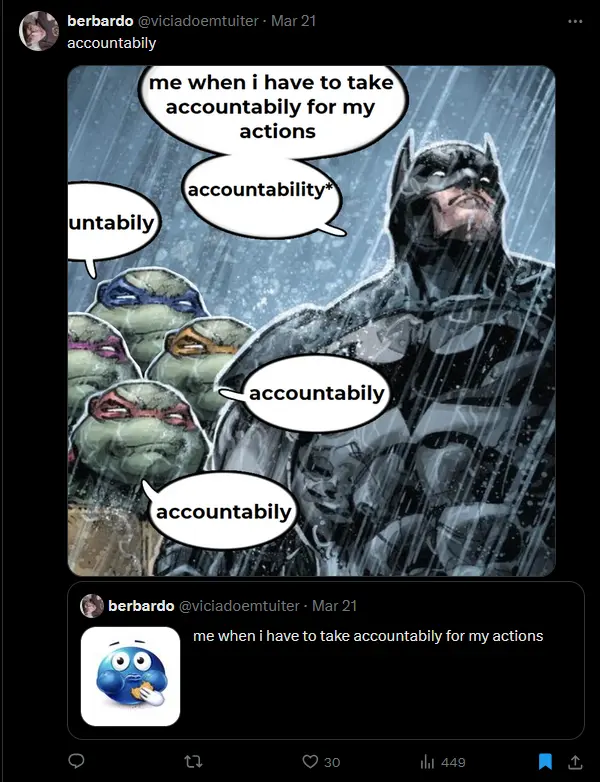 berbardo @viciadoemtuiter · Mar 21
accountabily
me when i have to take
accountabily for my
actions
accountability*
untabily
accountabily
accountabily
berbardo @viciadoemtuiter · Mar 21
me when i have to take accountabily for my actions
30
449